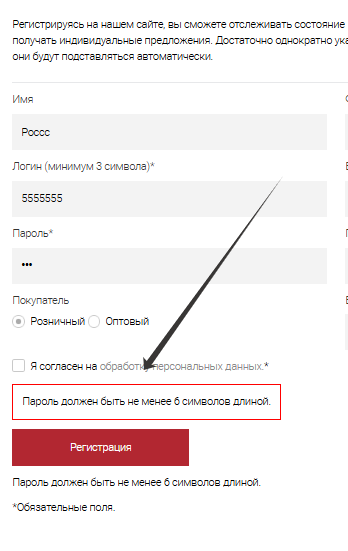 Регистрируясь на нашем сайте, вы сможете отслеживать состояние
получать индивидуальные предложения. Достаточно однократно ука
они будут подставляться автоматически.
Имя
Россс
Логин (минимум 3 символа)*
5555555
Пароль*
•••
Покупатель
Розничный Оптовый
Я согласен на обработку персональных данных.*
Пароль должен быть не менее 6 символов длиной.
Регистрация
Пароль должен быть не менее 6 символов длиной.
*Обязательные поля.